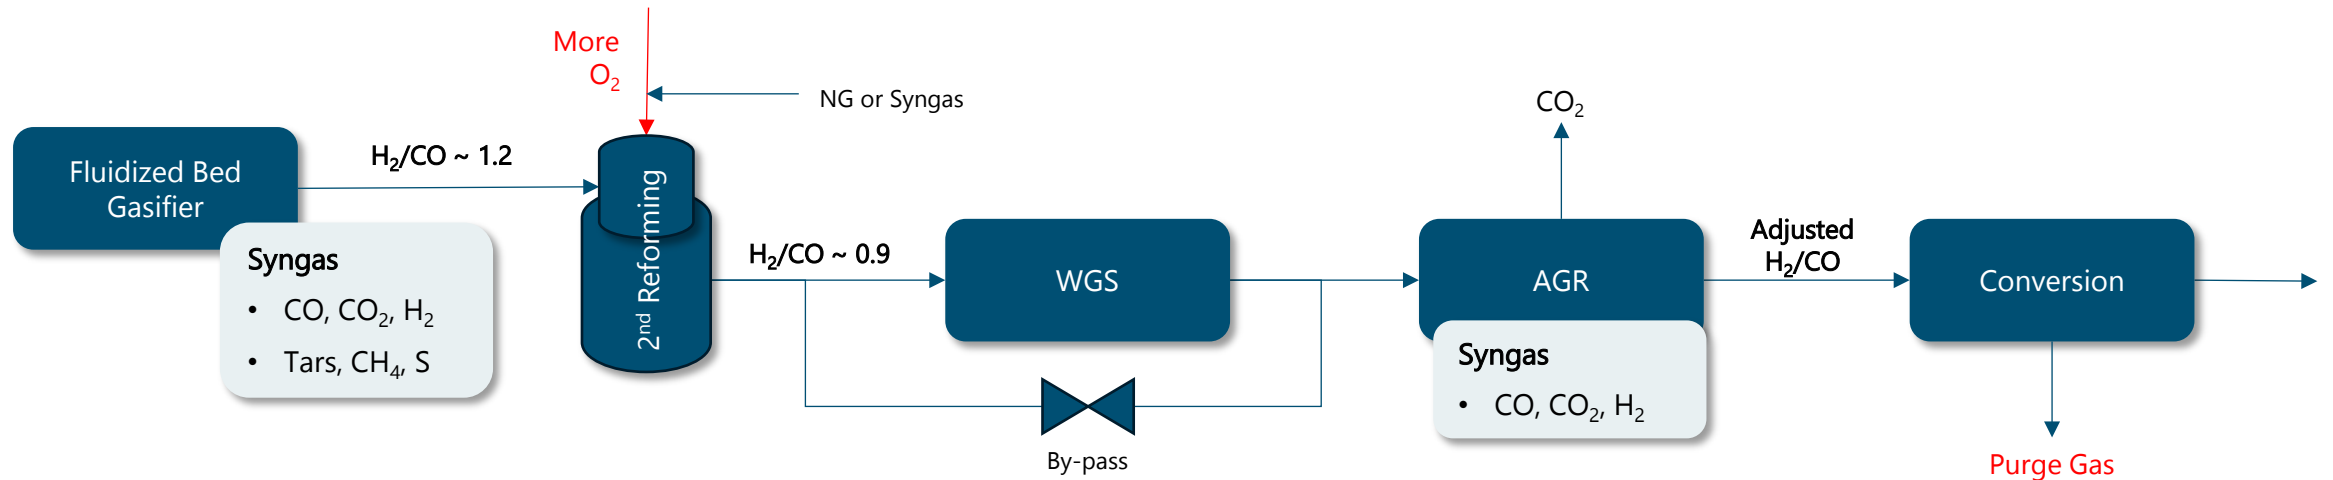 More
O₂
NG or Syngas
CO₂
Fluidized Bed
Gasifier
H₂/CO ~ 1.2
2ⁿᵈ Reforming
Syngas
• CO, CO₂, H₂
• Tars, CH₄, S
H₂/CO ~ 0.9
WGS
By-pass
AGR
Syngas
• CO, CO₂, H₂
Adjusted
H₂/CO
Conversion
Purge Gas